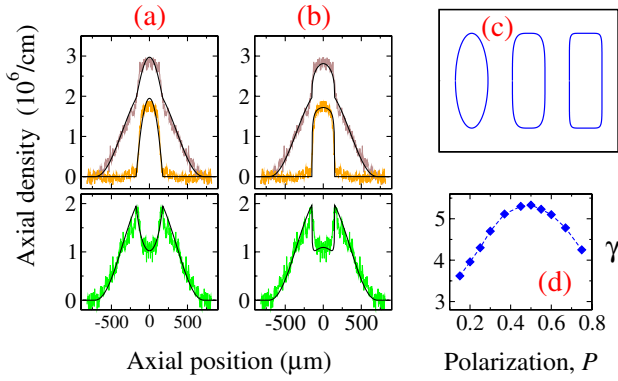 (a) (b) (c)
Axial density (10^6/cm)
3
2
1
0
2
1
0
-500 0 500 -500 0 500
Axial position (μm)
5
4
3
γ
(d)
0 0.2 0.4 0.6 0.8
Polarization, P